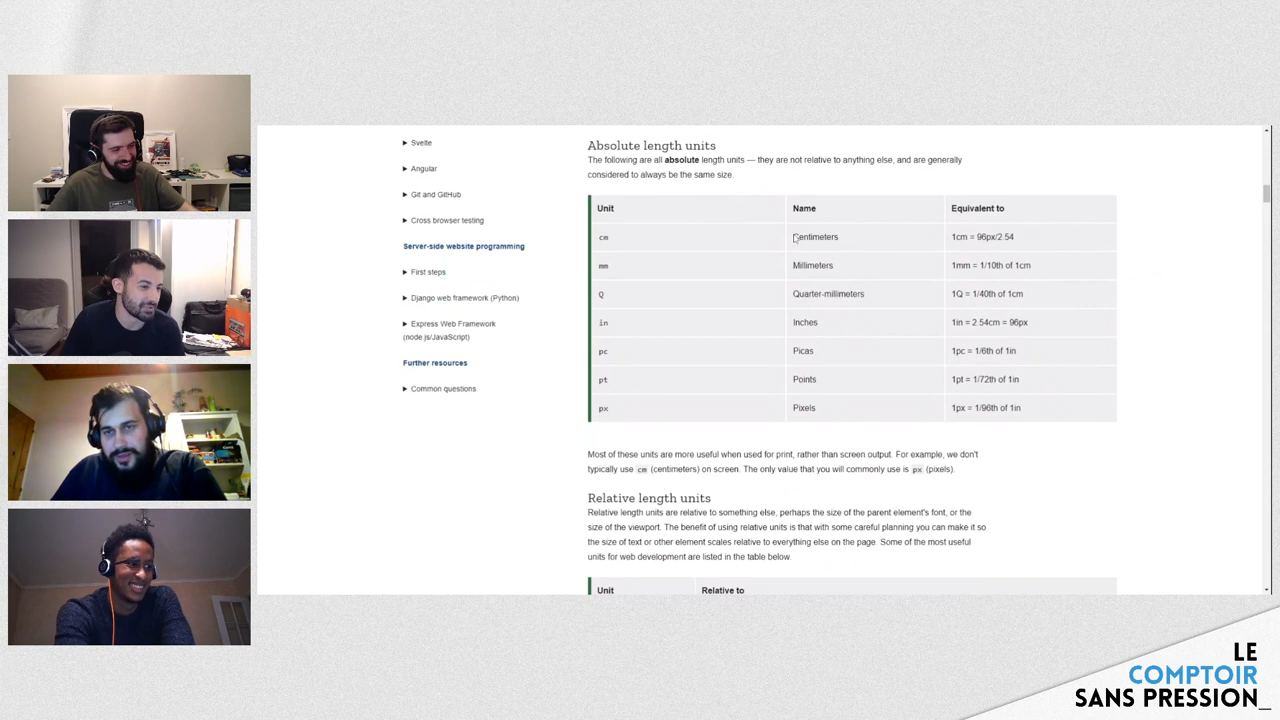 ► Svelte
► Angular
► Git and GitHub
► Cross browser testing
Server-side website programming
► First steps
► Django web framework (Python)
► Express Web Framework
(node.js/JavaScript)
Further resources
► Common questions
Absolute length units
The following are all absolute length units — they are not relative to anything else, and are generally
considered to always be the same size.
Unit Name Equivalent to
cm Centimeters 1cm = 96px/2.54
mm Millimeters 1mm = 1/10th of 1cm
Q Quarter-millimeters 1Q = 1/40th of 1cm
in Inches 1in = 2.54cm = 96px
pc Picas 1pc = 1/6th of 1in
pt Points 1pt = 1/72th of 1in
px Pixels 1px = 1/96th of 1in
Most of these units are more useful when used for print, rather than screen output. For example, we don't
typically use cm (centimeters) on screen. The only value that you will commonly use is px (pixels).
Relative length units
Relative length units are relative to something else, perhaps the size of the parent element's font, or the
size of the viewport. The benefit of using relative units is that with some careful planning you can make it so
the size of text or other element scales relative to everything else on the page. Some of the most useful
units for web development are listed in the table below.
Unit Relative to
LE
COMPTOIR
SANS PRESSION_